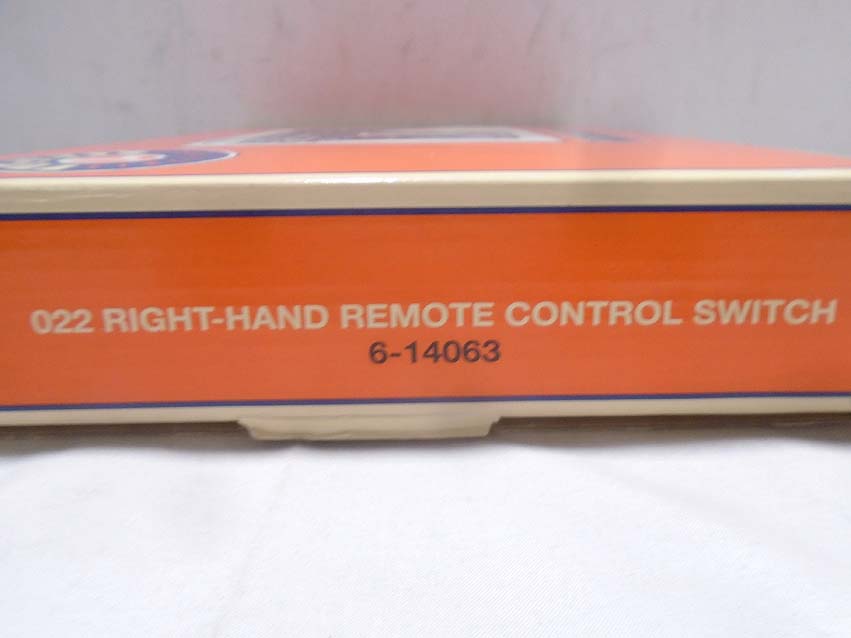 022 RIGHT-HAND REMOTE CONTROL SWITCH
6-14063